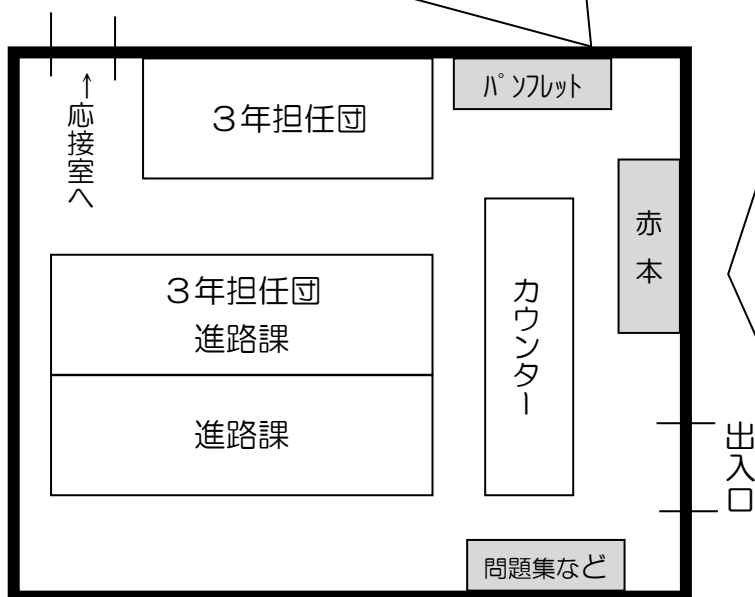 ↑応接室へ
３年担任団
パンフレット
赤本
３年担任団
進路課
カウンター
進路課
出入口
問題集など